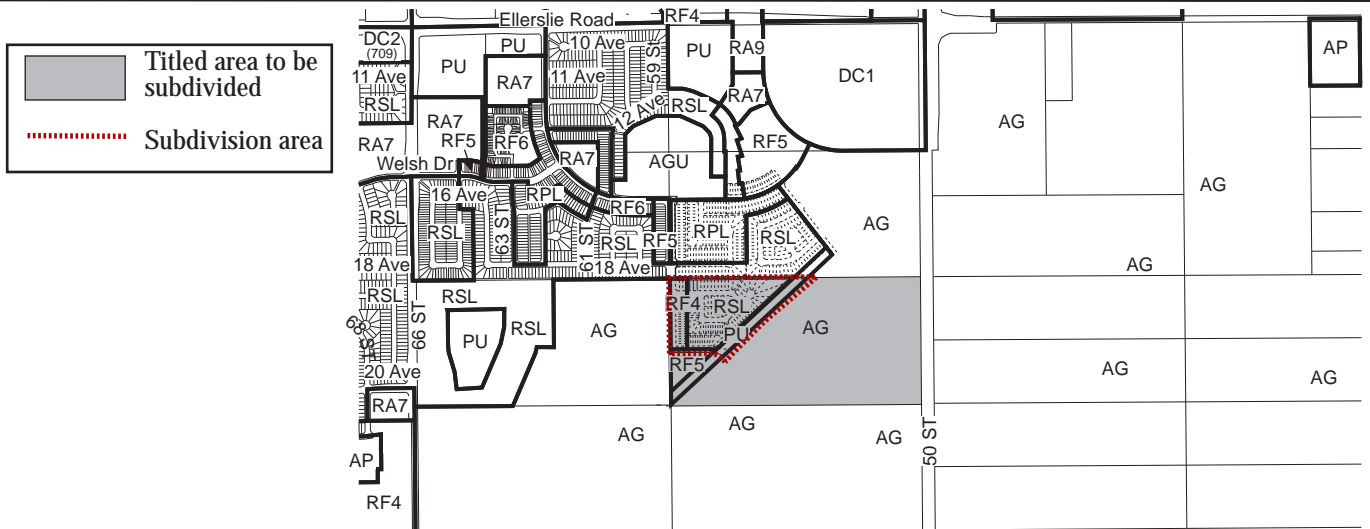 Titled area to be
subdivided
Subdivision area
Ellerslie Road
RF4
DC2
(709)
PU
10 Ave
59 St
PU
RA9
AP
PU
11 Ave
RA7
11 Ave
DC1
RSL
12 Ave
RSL
RA7
AG
RA7
RF5
RF6
RA7
RF5
Welsh Dr
RA7
AGU
AG
16 Ave
RPL
RF6
RSL
RSL
63 ST
61 ST
RSL
RF5
RPL
RSL
AG
18 Ave
18 Ave
AG
RSL
RSL
RF4
RSL
66 ST
68 ST
PU
RSL
AG
PU
AG
20 Ave
RF5
AG
AG
RA7
AG
AG
AG
50 ST
AP
RF4